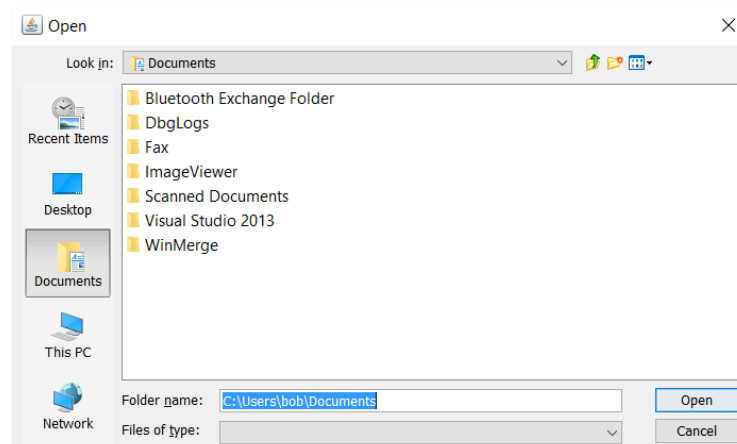 Open
Look in: Documents
Recent Items
Desktop
Documents
This PC
Network
Bluetooth Exchange Folder
DbgLogs
Fax
ImageViewer
Scanned Documents
Visual Studio 2013
WinMerge
Folder name: C:\Users\bob\Documents Open
Files of type: Cancel